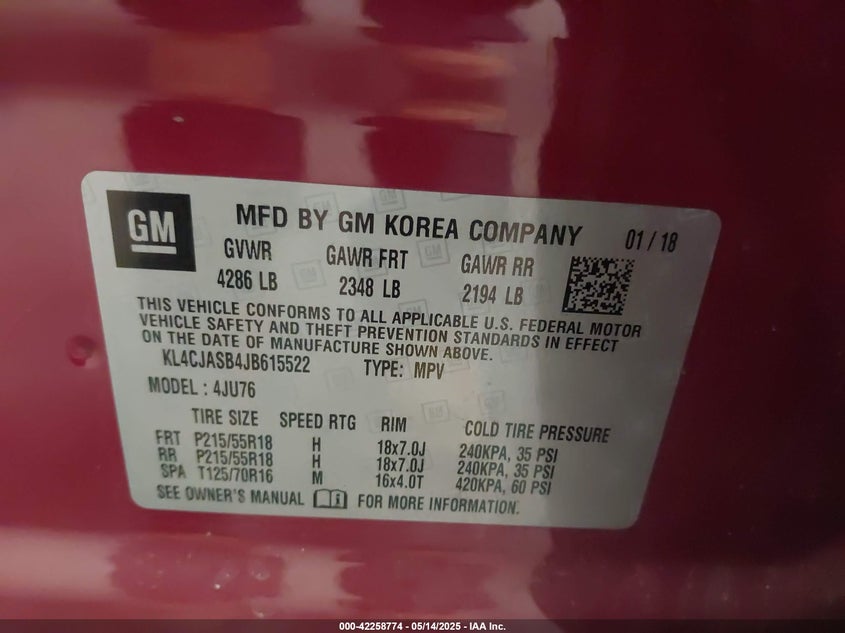 GM
MFD BY GM KOREA COMPANY 01 / 18
GVWR GAWR FRT GAWR RR
4286 LB 2348 LB 2194 LB
THIS VEHICLE CONFORMS TO ALL APPLICABLE U.S. FEDERAL MOTOR
VEHICLE SAFETY AND THEFT PREVENTION STANDARDS IN EFFECT
ON THE DATE OF MANUFACTURE SHOWN ABOVE.
KL4CJASB4JB615522 TYPE: MPV
MODEL : 4JU76
TIRE SIZE SPEED RTG RIM COLD TIRE PRESSURE
FRT P215/55R18 H 18x7.0J 240KPA, 35 PSI
RR P215/55R18 H 18x7.0J 240KPA, 35 PSI
SPA T125/70R16 M 16x4.0T 420KPA, 60 PSI
SEE OWNER'S MANUAL FOR MORE INFORMATION.
000-42258774 - 05/14/2025 - IAA Inc.